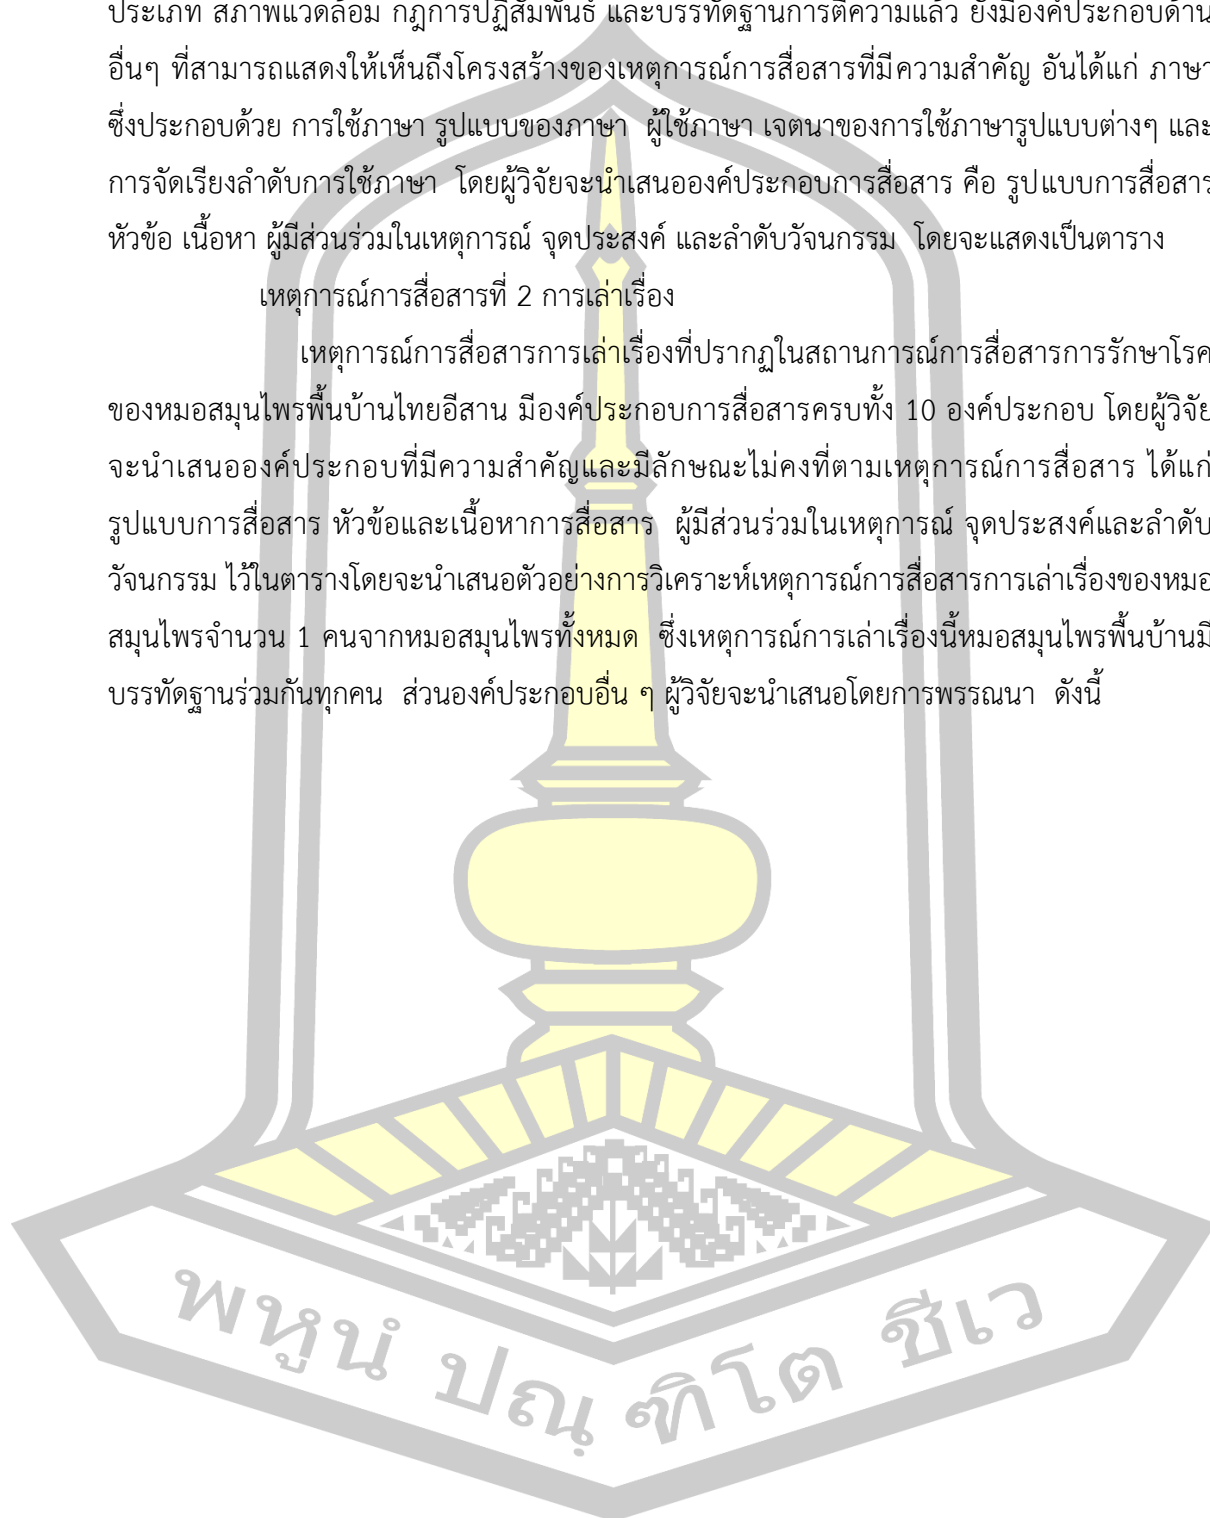 ประเภท สภาพแวดล้อม กฎการปฏิสัมพันธ์ และบรรทัดฐานการตีความแล้ว ยังมีองค์ประกอบด้าน
อื่นๆ ที่สามารถแสดงให้เห็นถึงโครงสร้างของเหตุการณ์การสื่อสารที่มีความสำคัญ อันได้แก่ ภาษา
ซึ่งประกอบด้วย การใช้ภาษา รูปแบบของภาษา ผู้ใช้ภาษา เจตนาของการใช้ภาษารูปแบบต่างๆ และ
การจัดเรียงลำดับการใช้ภาษา โดยผู้วิจัยจะนำเสนอองค์ประกอบการสื่อสาร คือ รูปแบบการสื่อสาร
หัวข้อ เนื้อหา ผู้มีส่วนร่วมในเหตุการณ์ จุดประสงค์ และลำดับวัจนกรรม โดยจะแสดงเป็นตาราง
เหตุการณ์การสื่อสารที่ 2 การเล่าเรื่อง
เหตุการณ์การสื่อสารการเล่าเรื่องที่ปรากฏในสถานการณ์การสื่อสารการรักษาโรค
ของหมอสมุนไพรพื้นบ้านไทยอีสาน มีองค์ประกอบการสื่อสารครบทั้ง 10 องค์ประกอบ โดยผู้วิจัย
จะนำเสนอองค์ประกอบที่มีความสำคัญและมีลักษณะไม่คงที่ตามเหตุการณ์การสื่อสาร ได้แก่
รูปแบบการสื่อสาร หัวข้อและเนื้อหาการสื่อสาร ผู้มีส่วนร่วมในเหตุการณ์ จุดประสงค์และลำดับ
วัจนกรรม ไว้ในตารางโดยจะนำเสนอตัวอย่างการวิเคราะห์เหตุการณ์การสื่อสารการเล่าเรื่องของหมอ
สมุนไพรจำนวน 1 คนจากหมอสมุนไพรทั้งหมด ซึ่งเหตุการณ์การเล่าเรื่องนี้หมอสมุนไพรพื้นบ้านมี
บรรทัดฐานร่วมกันทุกคน ส่วนองค์ประกอบอื่น ๆ ผู้วิจัยจะนำเสนอโดยการพรรณนา ดังนี้
พหูนํ ปณฺฑิโต ชีเว